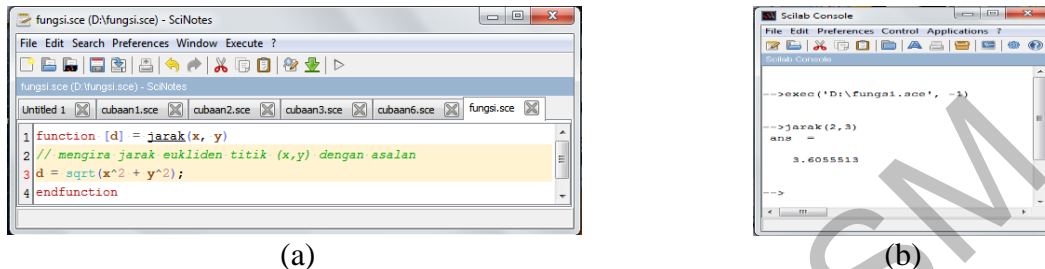 fungsi.sce (D:\fungsi.sce) - SciNotes
File Edit Search Preferences Window Execute ?
fungsi.sce (D:\fungsi.sce) - SciNotes
Untitled 1 cubaan1.sce cubaan2.sce cubaan3.sce cubaan6.sce fungsi.sce
1 function [d] = jarak(x, y)
2 // mengira jarak eukliden titik (x,y) dengan asalan
3 d = sqrt(x^2 + y^2);
4 endfunction
(a)
Scilab Console
File Edit Preferences Control Applications ?
Scilab Console
-->exec('D:\fungsi.sce', -1)
-->jarak(2,3)
ans =
3.6055513
-->
(b)
SM